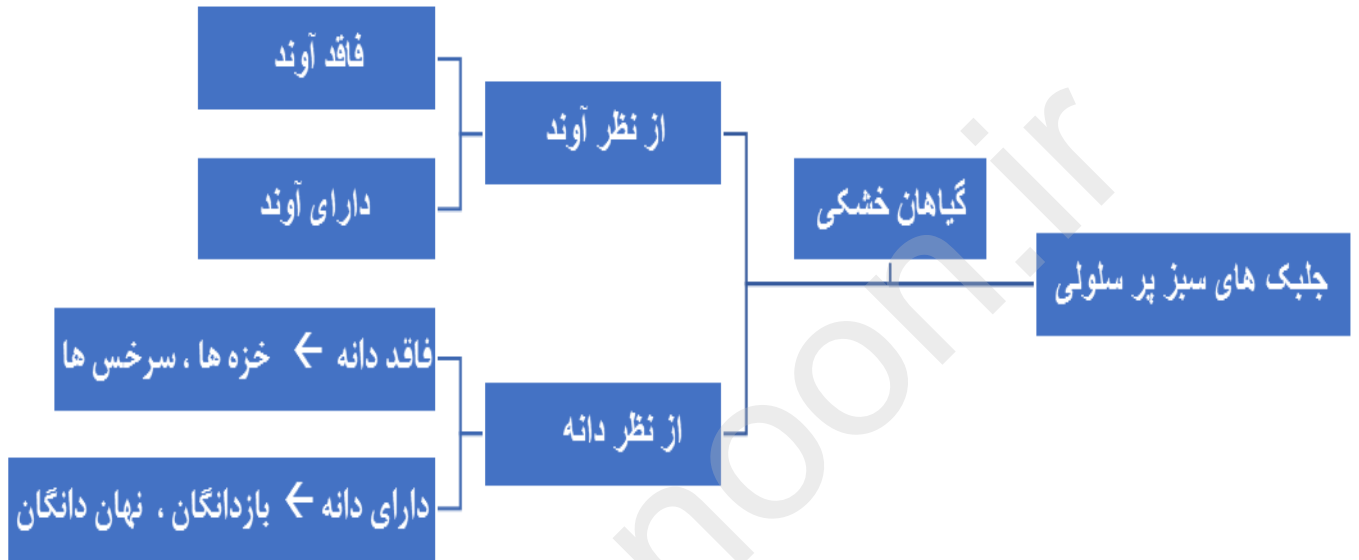 جلبک های سبز پر سلولی
گیاهان خشکی
از نظر آوند
فاقد آوند
دارای آوند
از نظر دانه
فاقد دانه ← خزه ها ، سرخس ها
دارای دانه ← بازدانگان ، نهان دانگان
noon.ir